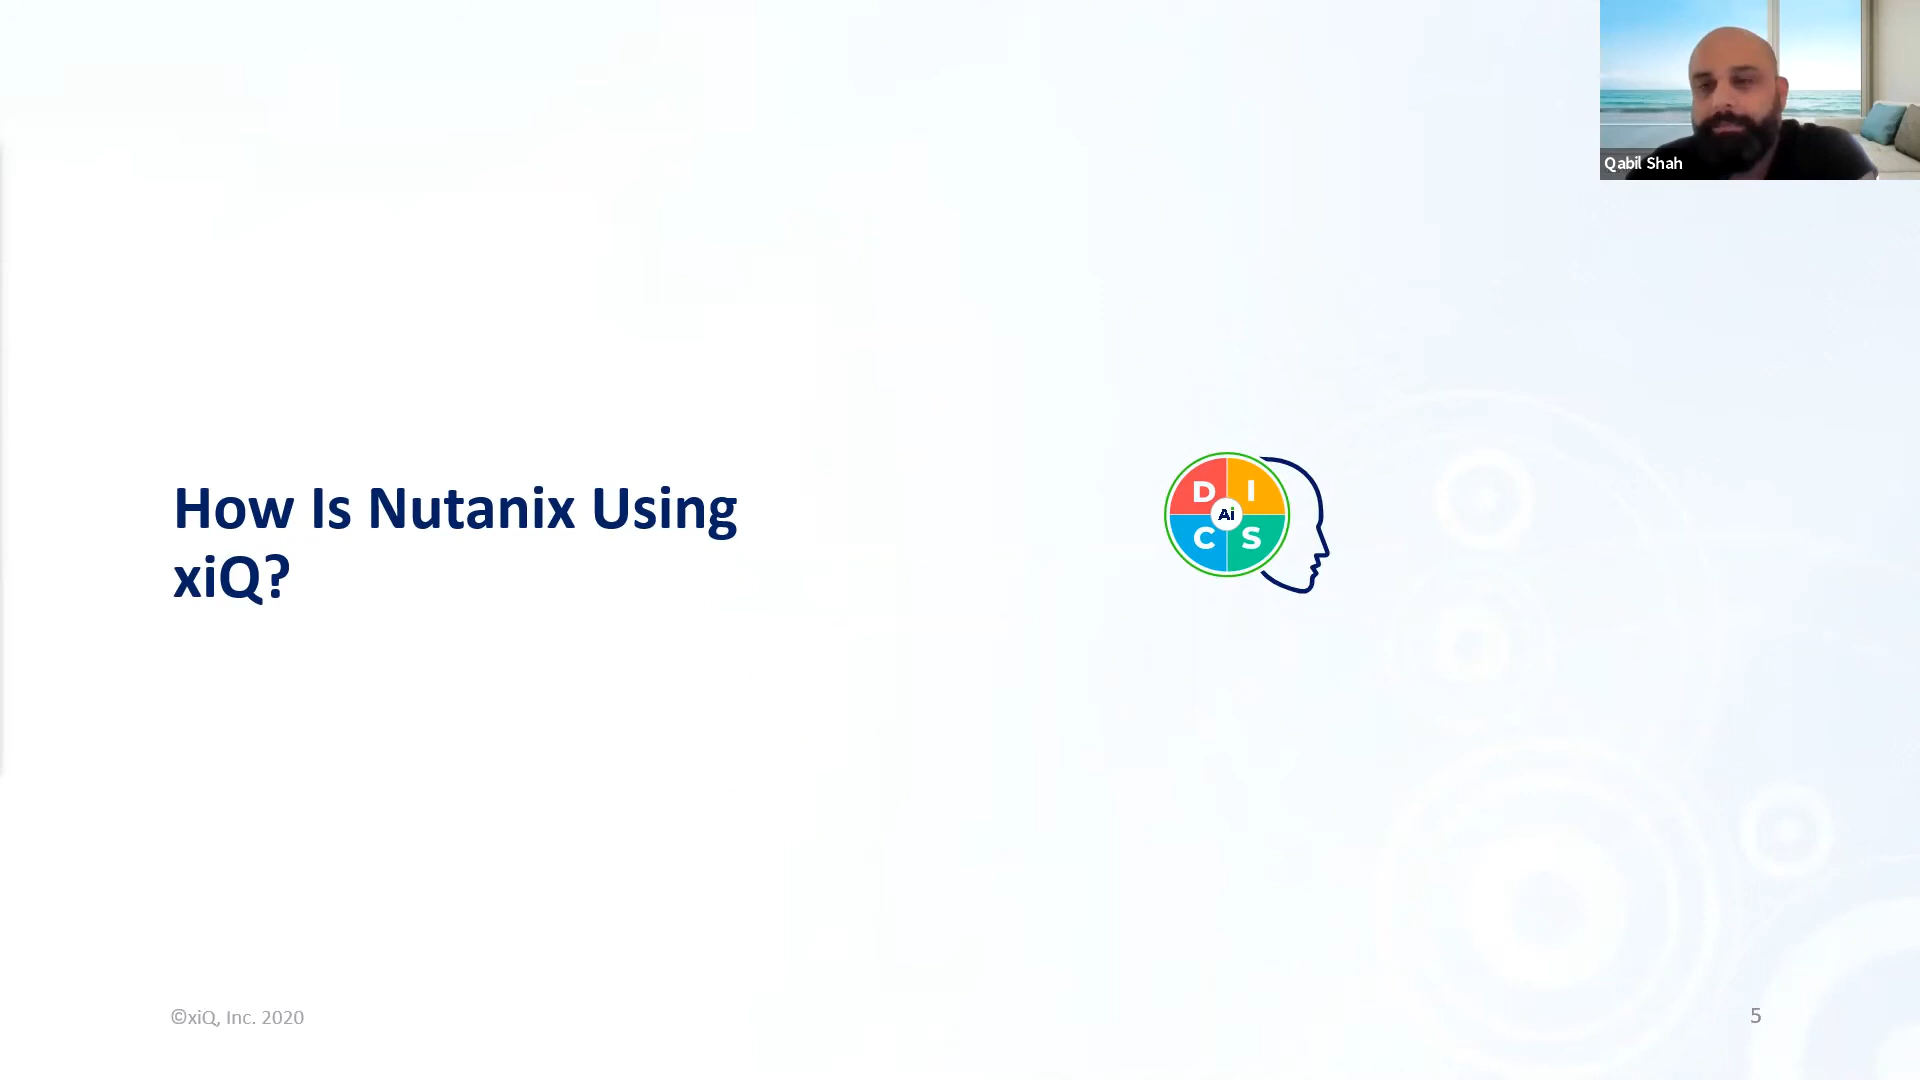 Qabil Shah
How Is Nutanix Using
xiQ?
D I
Ai
C S
©xiQ, Inc. 2020
5